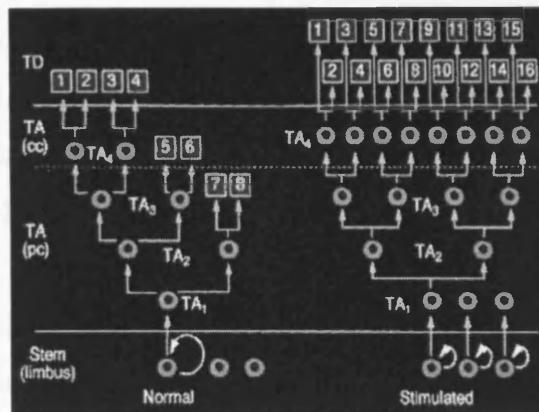 1 3 5 7 9 11 13 15
TD 1 2 3 4 2 4 6 8 10 12 14 16
TA (cc) TA4 5 6 TA4
7 8
TA3 TA3
TA (pc) TA2 TA2
TA1 TA1
Stem (limbus)
Normal Stimulated